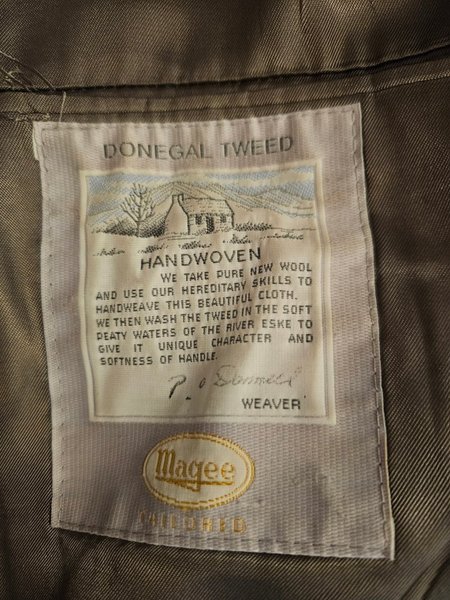 DONEGAL TWEED
HANDWOVEN
WE TAKE PURE NEW WOOL
AND USE OUR HEREDITARY SKILLS TO
HANDWEAVE THIS BEAUTIFUL CLOTH.
WE THEN WASH THE TWEED IN THE SOFT
PEATY WATERS OF THE RIVER ESKE TO
GIVE IT UNIQUE CHARACTER AND
SOFTNESS OF HANDLE.
WEAVER
Magee
TAILORED